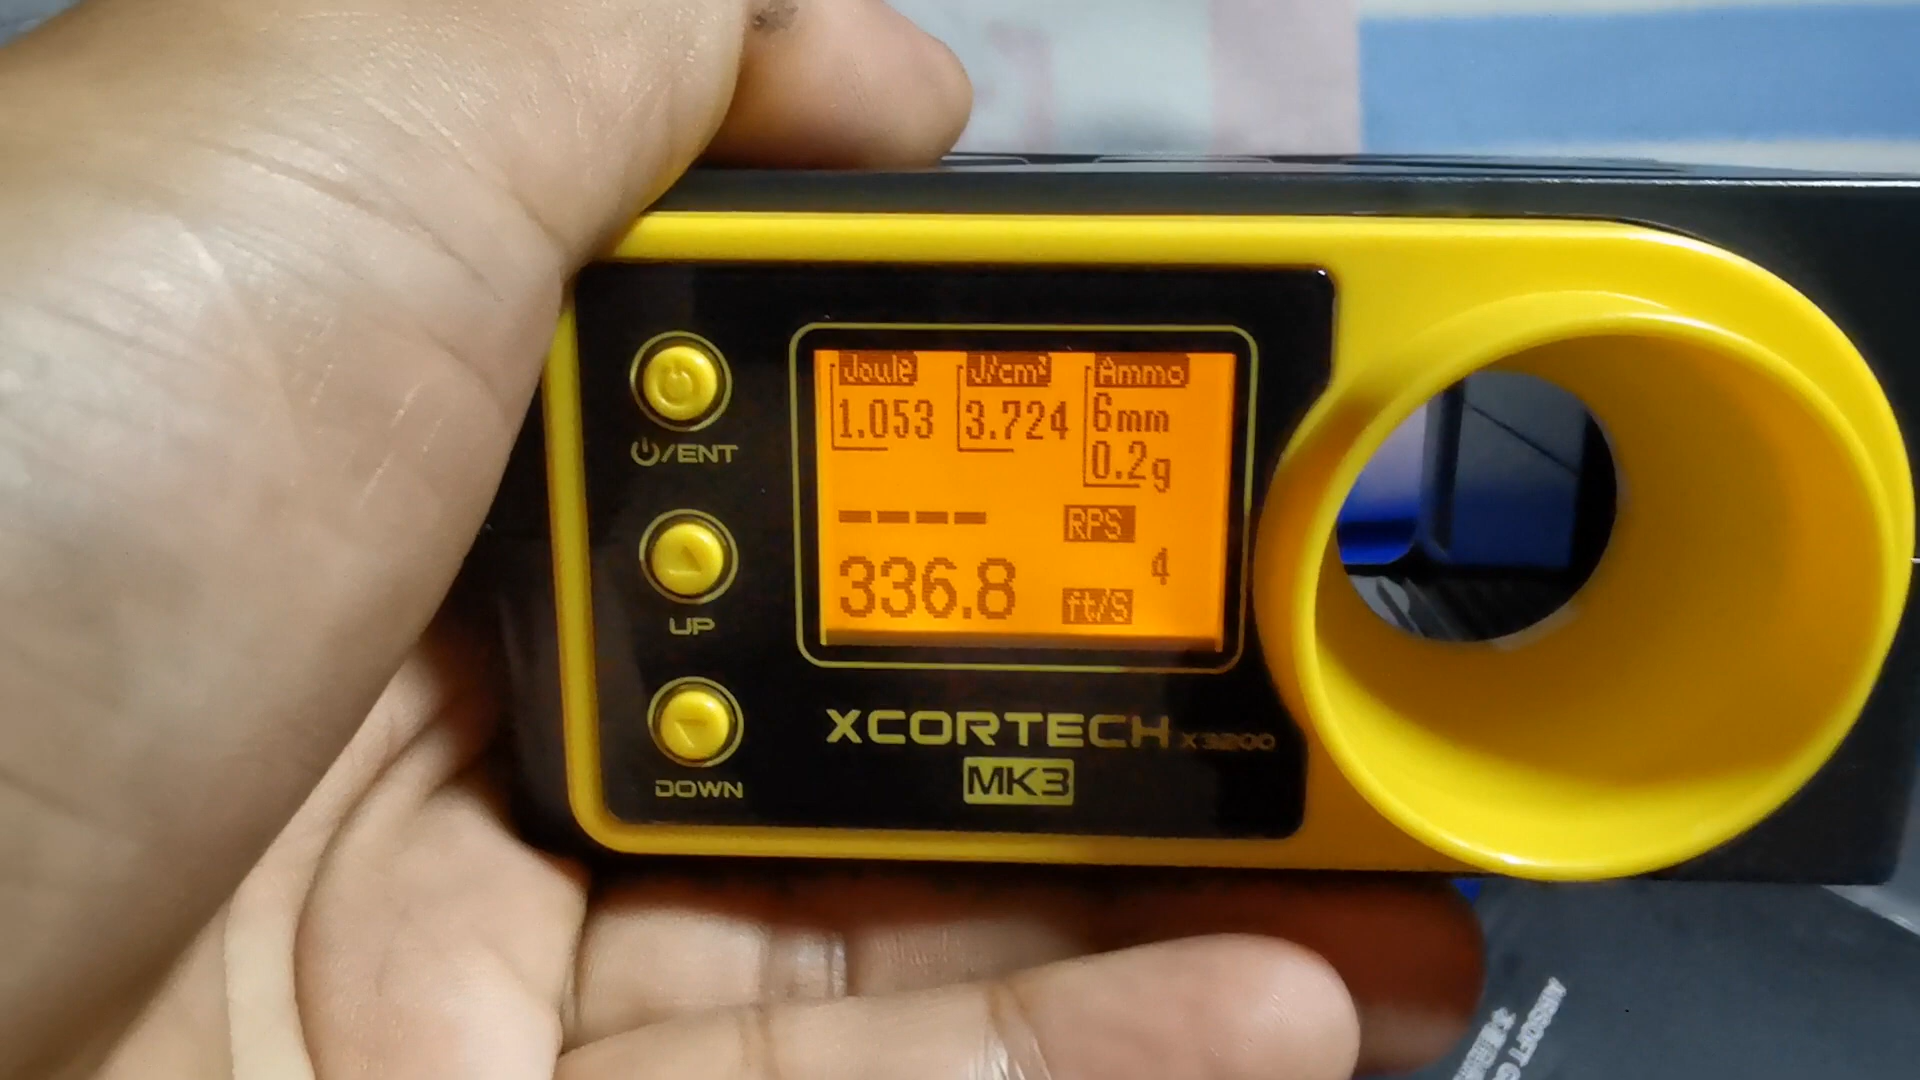 Joule J/cm² Ammo
1.053 3.724 6mm
0.2g
---- RPS
4
336.8 ft/S
⏻/ENT
UP
DOWN
XCORTECH X3200
MK3
AIRSOFT